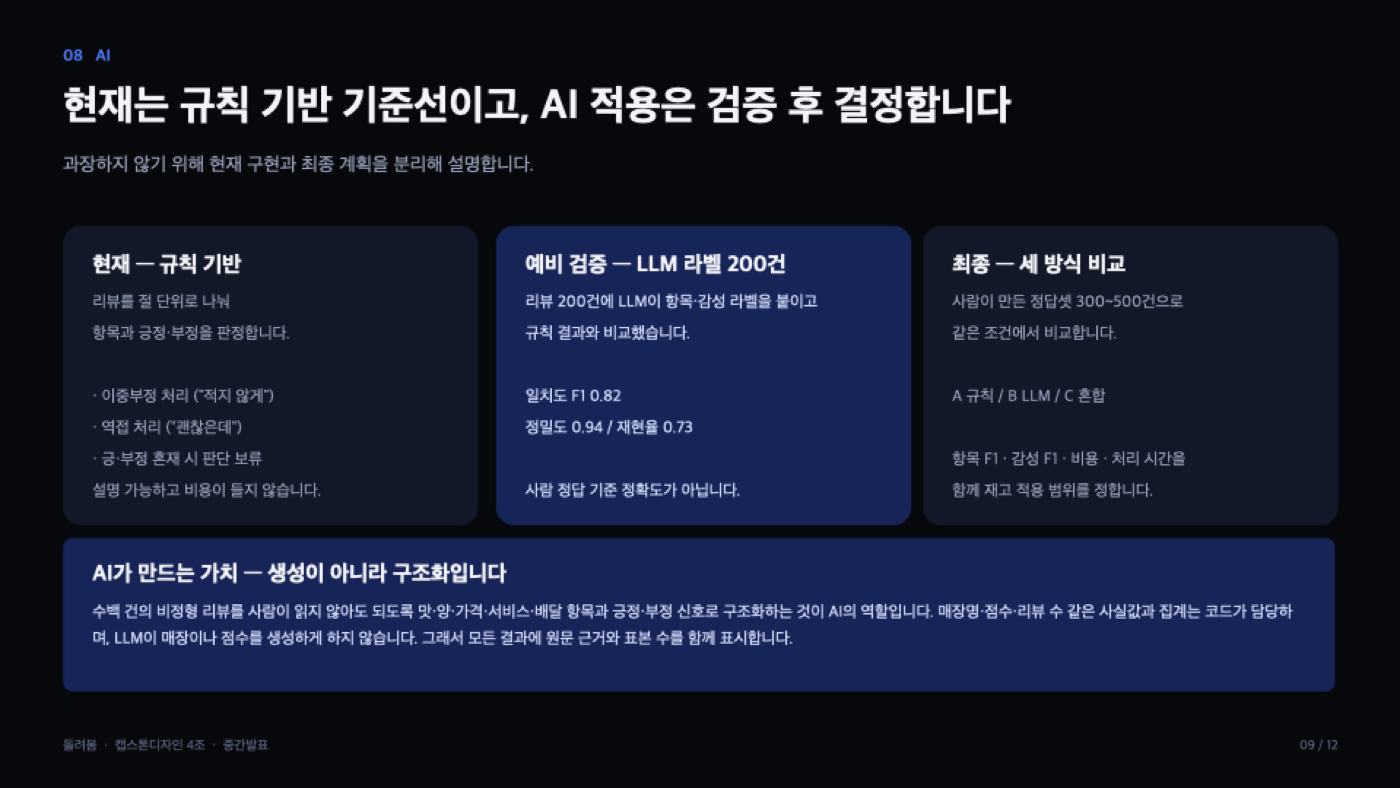 08 AI
현재는 규칙 기반 기준선이고, AI 적용은 검증 후 결정합니다
과장하지 않기 위해 현재 구현과 최종 계획을 분리해 설명합니다.
현재 — 규칙 기반
리뷰를 절 단위로 나눠
항목과 긍정·부정을 판정합니다.
· 이중부정 처리 ("적지 않게")
· 역접 처리 ("괜찮은데")
· 긍·부정 혼재 시 판단 보류
설명 가능하고 비용이 들지 않습니다.
예비 검증 — LLM 라벨 200건
리뷰 200건에 LLM이 항목·감성 라벨을 붙이고
규칙 결과와 비교했습니다.
일치도 F1 0.82
정밀도 0.94 / 재현율 0.73
사람 정답 기준 정확도가 아닙니다.
최종 — 세 방식 비교
사람이 만든 정답셋 300~500건으로
같은 조건에서 비교합니다.
A 규칙 / B LLM / C 혼합
항목 F1 · 감성 F1 · 비용 · 처리 시간을
함께 재고 적용 범위를 정합니다.
AI가 만드는 가치 — 생성이 아니라 구조화입니다
수백 건의 비정형 리뷰를 사람이 읽지 않아도 되도록 맛·양·가격·서비스·배달 항목과 긍정·부정 신호로 구조화하는 것이 AI의 역할입니다. 매장명·점수·리뷰 수 같은 사실값과 집계는 코드가 담당하
며, LLM이 매장이나 점수를 생성하게 하지 않습니다. 그래서 모든 결과에 원문 근거와 표본 수를 함께 표시합니다.
돌려봄 · 캡스톤디자인 4조 · 중간발표
09 / 12